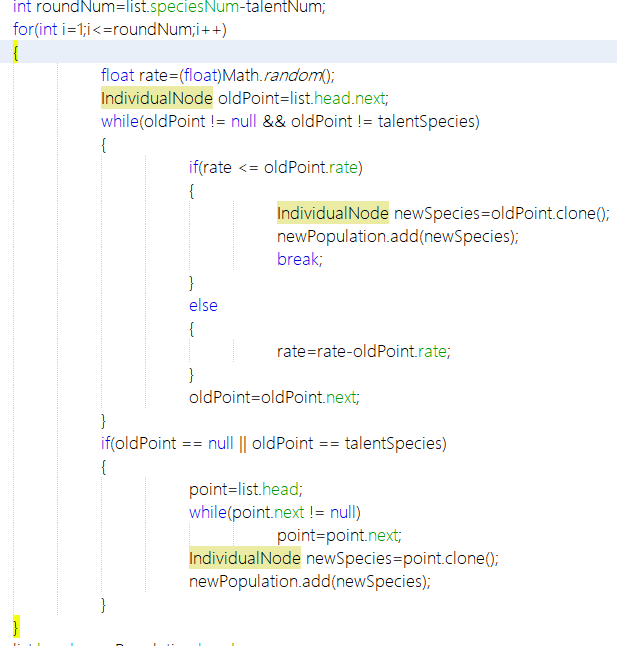 int roundNum=list.speciesNum-talentNum;
for(int i=1;i<=roundNum;i++)
{
float rate=(float)Math.random();
IndividualNode oldPoint=list.head.next;
while(oldPoint != null && oldPoint != talentSpecies)
{
if(rate <= oldPoint.rate)
{
IndividualNode newSpecies=oldPoint.clone();
newPopulation.add(newSpecies);
break;
}
else
{
rate=rate-oldPoint.rate;
}
oldPoint=oldPoint.next;
}
if(oldPoint == null || oldPoint == talentSpecies)
{
point=list.head;
while(point.next != null)
point=point.next;
IndividualNode newSpecies=point.clone();
newPopulation.add(newSpecies);
}
}